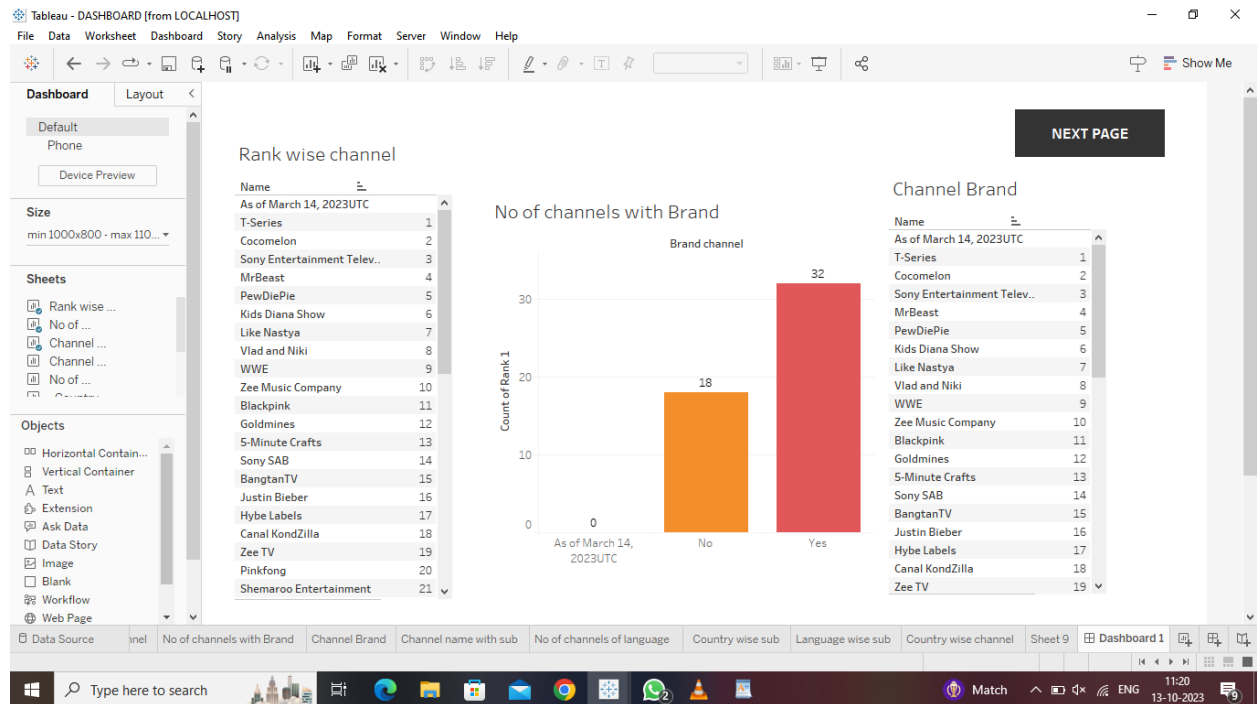 Tableau - DASHBOARD [from LOCALHOST]
File Data Worksheet Dashboard Story Analysis Map Format Server Window Help
Show Me
Dashboard Layout
Default
Phone
Device Preview
Size
min 1000x800 - max 110...
Sheets
Rank wise ...
No of ...
Channel ...
Channel ...
No of ...
Objects
Horizontal Contain...
Vertical Container
Text
Extension
Ask Data
Data Story
Image
Blank
Workflow
Web Page
Rank wise channel
Name
As of March 14, 2023UTC
T-Series 1
Cocomelon 2
Sony Entertainment Telev.. 3
MrBeast 4
PewDiePie 5
Kids Diana Show 6
Like Nastya 7
Vlad and Niki 8
WWE 9
Zee Music Company 10
Blackpink 11
Goldmines 12
5-Minute Crafts 13
Sony SAB 14
BangtanTV 15
Justin Bieber 16
Hybe Labels 17
Canal KondZilla 18
Zee TV 19
Pinkfong 20
Shemaroo Entertainment 21
No of channels with Brand
Brand channel
Count of Rank 1
30
20
10
0
0
18
32
As of March 14,
2023UTC
No
Yes
NEXT PAGE
Channel Brand
Name
As of March 14, 2023UTC
T-Series 1
Cocomelon 2
Sony Entertainment Telev.. 3
MrBeast 4
PewDiePie 5
Kids Diana Show 6
Like Nastya 7
Vlad and Niki 8
WWE 9
Zee Music Company 10
Blackpink 11
Goldmines 12
5-Minute Crafts 13
Sony SAB 14
BangtanTV 15
Justin Bieber 16
Hybe Labels 17
Canal KondZilla 18
Zee TV 19
Data Source nnel No of channels with Brand Channel Brand Channel name with sub No of channels of language Country wise sub Language wise sub Country wise channel Sheet 9 Dashboard 1
Type here to search
2
Match
ENG
11:20
13-10-2023
9